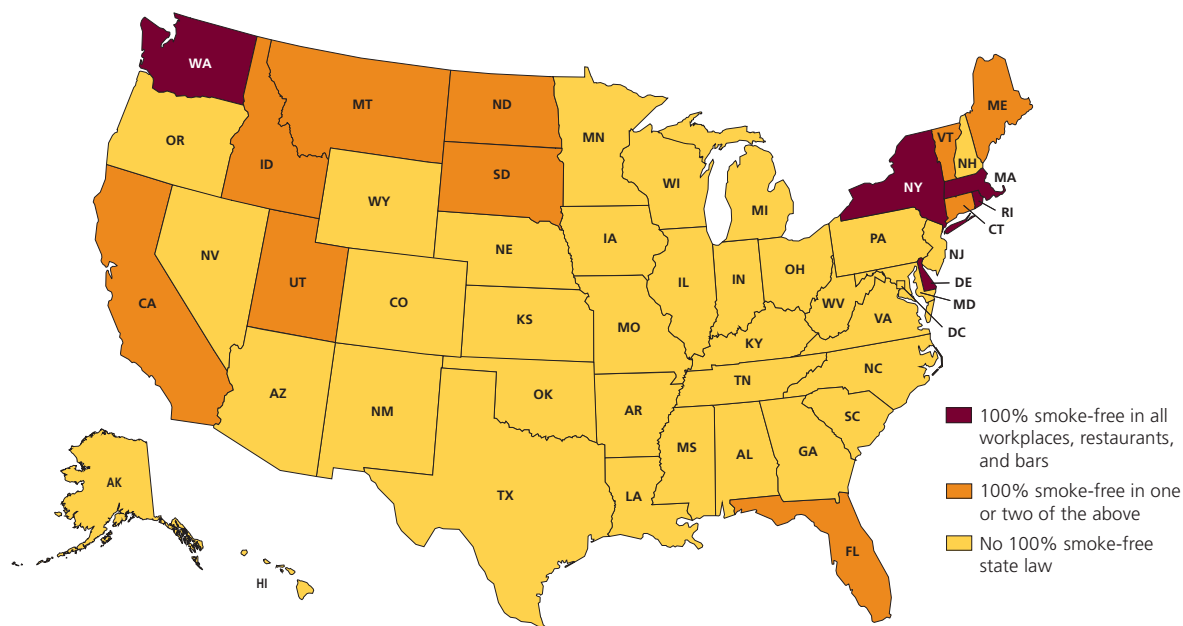 WA
MT
ND
MN
ME
VT
NH
OR
ID
SD
WI
MI
NY
MA
RI
CT
WY
NE
IA
PA
NJ
NV
UT
CO
IL
IN
OH
DE
MD
CA
KS
MO
WV
VA
DC
KY
AZ
NM
OK
TN
NC
AR
SC
MS
AL
GA
AK
TX
LA
FL
HI
100% smoke-free in all
workplaces, restaurants,
and bars
100% smoke-free in one
or two of the above
No 100% smoke-free
state law